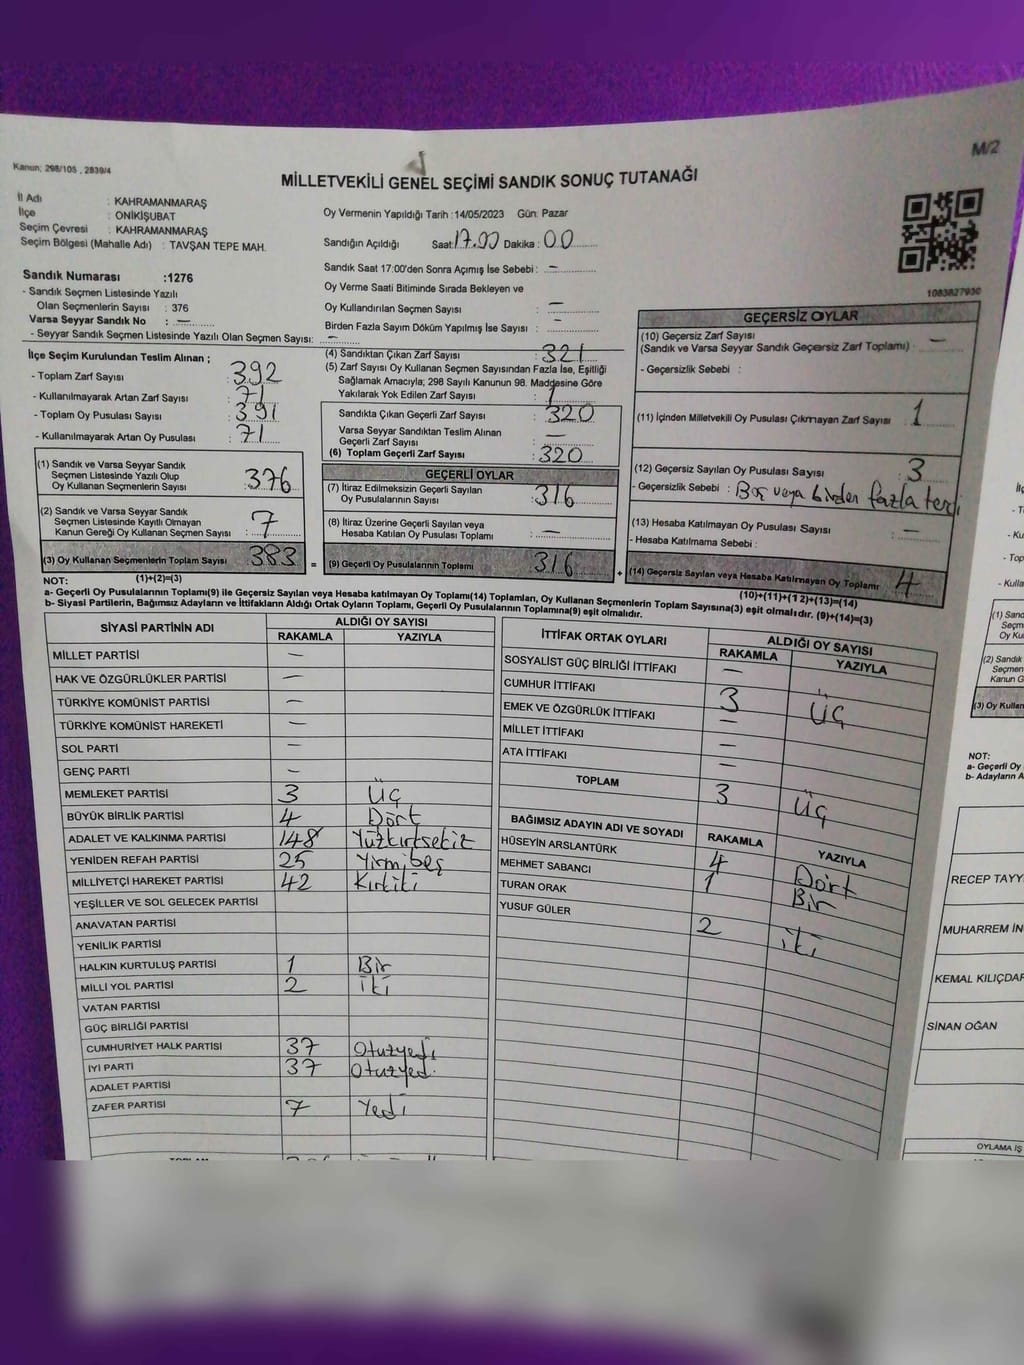 M/2
Kanun: 298/105 , 2839/4
MİLLETVEKİLİ GENEL SEÇİMİ SANDIK SONUÇ TUTANAĞI
İl Adı : KAHRAMANMARAŞ
İlçe : ONİKİŞUBAT
Seçim Çevresi : KAHRAMANMARAŞ
Seçim Bölgesi (Mahalle Adı) : TAVŞAN TEPE MAH.
Sandık Numarası :1276
- Sandık Seçmen Listesinde Yazılı
Olan Seçmenlerin Sayısı : 376
Varsa Seyyar Sandık No : —
- Seyyar Sandık Seçmen Listesinde Yazılı Olan Seçmen Sayısı: —
Oy Vermenin Yapıldığı Tarih :14/05/2023 Gün: Pazar
Sandığın Açıldığı Saat:17.00 Dakika : 00
Sandık Saat 17:00'den Sonra Açımış İse Sebebi : —
Oy Verme Saati Bitiminde Sırada Bekleyen ve
Oy Kullandırılan Seçmen Sayısı : —
Birden Fazla Sayım Döküm Yapılmış İse Sayısı : —
1083827930
İlçe Seçim Kurulundan Teslim Alınan ;
- Toplam Zarf Sayısı : 392
- Kullanılmayarak Artan Zarf Sayısı : 71
- Toplam Oy Pusulası Sayısı : 391
- Kullanılmayarak Artan Oy Pusulası : 71
(1) Sandık ve Varsa Seyyar Sandık
Seçmen Listesinde Yazılı Olup
Oy Kullanan Seçmenlerin Sayısı : 376
(2) Sandık ve Varsa Seyyar Sandık
Seçmen Listesinde Kayıtlı Olmayan
Kanun Gereği Oy Kullanan Seçmen Sayısı : 7
(3) Oy Kullanan Seçmenlerin Toplam Sayısı : 383
(1)+(2)=(3)
(4) Sandıktan Çıkan Zarf Sayısı : 321
(5) Zarf Sayısı Oy Kullanan Seçmen Sayısından Fazla İse, Eşitliği
Sağlamak Amacıyla; 298 Sayılı Kanunun 98. Maddesine Göre
Yakılarak Yok Edilen Zarf Sayısı : 1
Sandıkta Çıkan Geçerli Zarf Sayısı : 320
Varsa Seyyar Sandıktan Teslim Alınan
Geçerli Zarf Sayısı : —
(6) Toplam Geçerli Zarf Sayısı : 320
GEÇERLİ OYLAR
(7) İtiraz Edilmeksizin Geçerli Sayılan
Oy Pusulalarının Sayısı : 316
(8) İtiraz Üzerine Geçerli Sayılan veya
Hesaba Katılan Oy Pusulası Toplamı : —
= (9) Geçerli Oy Pusulalarının Toplamı : 316 +
GEÇERSİZ OYLAR
(10) Geçersiz Zarf Sayısı
(Sandık ve Varsa Seyyar Sandık Geçersiz Zarf Toplamı) : —
- Geçersizlik Sebebi :
(11) İçinden Milletvekili Oy Pusulası Çıkmayan Zarf Sayısı : 1
(12) Geçersiz Sayılan Oy Pusulası Sayısı : 3
- Geçersizlik Sebebi : Boş veya birden fazla
(13) Hesaba Katılmayan Oy Pusulası Sayısı : —
- Hesaba Katılmama Sebebi :
(14) Geçersiz Sayılan veya Hesaba Katılmayan Oy Toplamı : 4
(10)+(11)+(12)+(13)=(14)
NOT:
a- Geçerli Oy Pusulalarının Toplamı(9) ile Geçersiz Sayılan veya Hesaba katılmayan Oy Toplamı(14) Toplamları, Oy Kullanan Seçmenlerin Toplam Sayısına(3) eşit olmalıdır. (9)+(14)=(3)
b- Siyasi Partilerin, Bağımsız Adayların ve İttifakların Aldığı Ortak Oyların Toplamı, Geçerli Oy Pusulalarının Toplamına(9) eşit olmalıdır.
SİYASİ PARTİNİN ADI ALDIĞI OY SAYISI
RAKAMLA YAZIYLA
MİLLET PARTİSİ —
HAK VE ÖZGÜRLÜKLER PARTİSİ —
TÜRKİYE KOMÜNİST PARTİSİ —
TÜRKİYE KOMÜNİST HAREKETİ —
SOL PARTİ —
GENÇ PARTİ —
MEMLEKET PARTİSİ 3 Üç
BÜYÜK BİRLİK PARTİSİ 4 Dört
ADALET VE KALKINMA PARTİSİ 148 Yüzkırksekiz
YENİDEN REFAH PARTİSİ 25 Yirmibeş
MİLLİYETÇİ HAREKET PARTİSİ 42 Kırkiki
YEŞİLLER VE SOL GELECEK PARTİSİ
ANAVATAN PARTİSİ
YENİLİK PARTİSİ
HALKIN KURTULUŞ PARTİSİ 1 Bir
MİLLİ YOL PARTİSİ 2 İki
VATAN PARTİSİ
GÜÇ BİRLİĞİ PARTİSİ
CUMHURİYET HALK PARTİSİ 37 Otuzyedi
İYİ PARTİ 37 Otuzyedi
ADALET PARTİSİ
ZAFER PARTİSİ 7 Yedi
İTTİFAK ORTAK OYLARI ALDIĞI OY SAYISI
RAKAMLA YAZIYLA
SOSYALİST GÜÇ BİRLİĞİ İTTİFAKI —
CUMHUR İTTİFAKI 3 Üç
EMEK VE ÖZGÜRLÜK İTTİFAKI —
MİLLET İTTİFAKI —
ATA İTTİFAKI —
TOPLAM 3 Üç
BAĞIMSIZ ADAYIN ADI VE SOYADI RAKAMLA YAZIYLA
HÜSEYİN ARSLANTÜRK 4 Dört
MEHMET SABANCI 1 Bir
TURAN ORAK
YUSUF GÜLER 2 iki
(1) Sand
(2) Sandık
Seçmen
Kanun G
(3) Oy Kullan
NOT:
a- Geçerli Oy
b- Adayların A
RECEP TAYY
MUHARREM İN
KEMAL KILIÇDAR
SİNAN OĞAN
OYLAMA İŞ